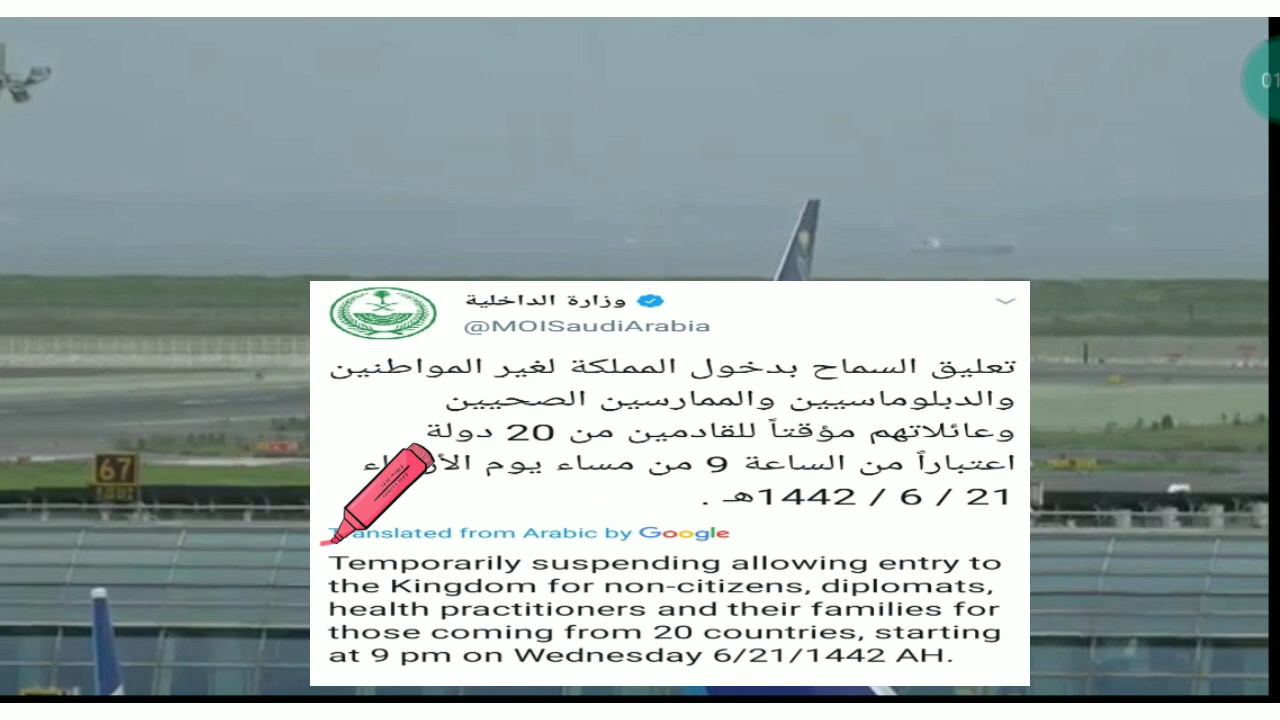 01
67
وزارة الداخلية
@MOISaudiArabia
تعليق السماح بدخول المملكة لغير المواطنين
والدبلوماسيين والممارسين الصحيين
وعائلاتهم مؤقتاً للقادمين من 20 دولة
اعتباراً من الساعة 9 من مساء يوم
21 / 6 / 1442هـ .
Translated from Arabic by Google
Temporarily suspending allowing entry to
the Kingdom for non-citizens, diplomats,
health practitioners and their families for
those coming from 20 countries, starting
at 9 pm on Wednesday 6/21/1442 AH.